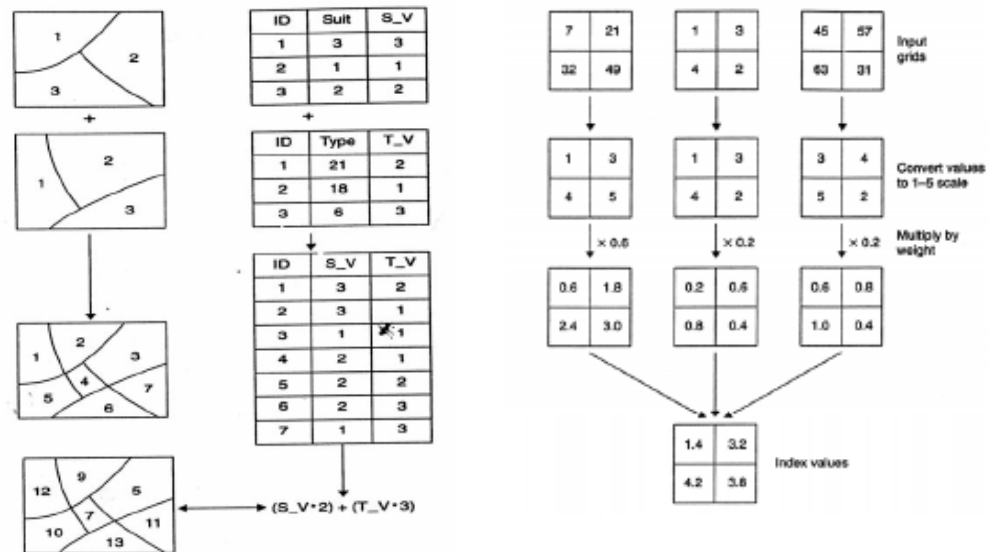 1
2
3
+
1
2
3
1 2 3
4
5 6 7
9
12 5
7
10 13 11
ID Suit S_V
1 3 3
2 1 1
3 2 2
+
ID Type T_V
1 21 2
2 18 1
3 6 3
ID S_V T_V
1 3 2
2 3 1
3 1 1
4 2 1
5 2 2
6 2 3
7 1 3
(S_V*2) + (T_V*3)
7 21 1 3 45 57
32 49 4 2 63 31
Input
grids
1 3 1 3 3 4
4 5 4 2 5 2
Convert values
to 1–5 scale
× 0.6 × 0.2 × 0.2
Multiply by
weight
0.6 1.8 0.2 0.6 0.6 0.8
2.4 3.0 0.8 0.4 1.0 0.4
1.4 3.2
4.2 3.8
Index values